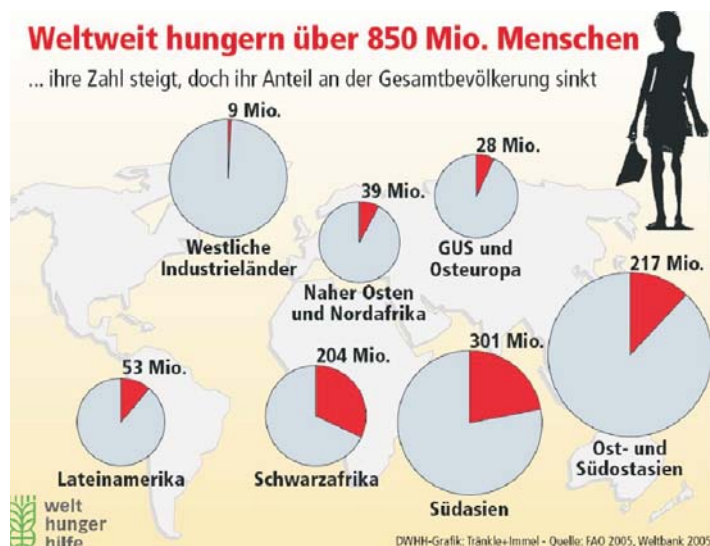 Weltweit hungern über 850 Mio. Menschen
... ihre Zahl steigt, doch ihr Anteil an der Gesamtbevölkerung sinkt
9 Mio.
Westliche
Industrieländer
39 Mio.
Naher Osten
und Nordafrika
28 Mio.
GUS und
Osteuropa
217 Mio.
Ost- und
Südostasien
53 Mio.
Lateinamerika
204 Mio.
Schwarzafrika
301 Mio.
Südasien
welt
hunger
hilfe
DWHH-Grafik: Tränkle+Immel - Quelle: FAO 2005, Weltbank 2005